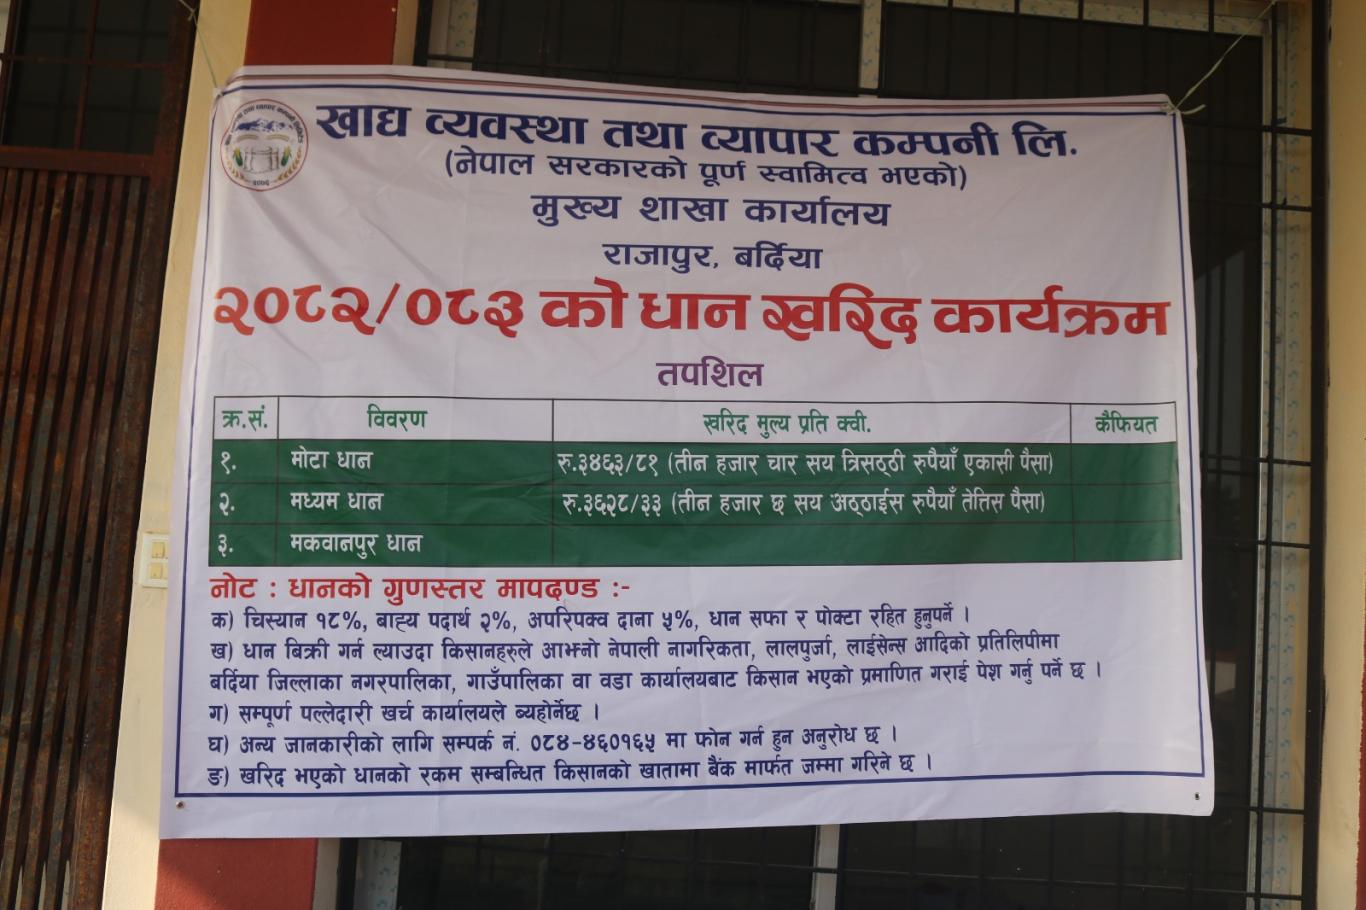 खाद्य व्यवस्था तथा व्यापार कम्पनी लि.
(नेपाल सरकारको पूर्ण स्वामित्व भएको)
मुख्य शाखा कार्यालय
राजापुर, बर्दिया
२०८२/०८३ को धान खरिद कार्यक्रम
तपशिल
क्र.सं. विवरण खरिद मुल्य प्रति क्वी. कैफियत
१. मोटा धान रु.३४६३/८१ (तीन हजार चार सय त्रिसठ्ठी रुपैयाँ एकासी पैसा)
२. मध्यम धान रु.३६२८/३३ (तीन हजार छ सय अठ्ठाईस रुपैयाँ तेत्तिस पैसा)
३. मकवानपुर धान
नोट : धानको गुणस्तर मापदण्ड :-
क) चिस्यान १८%, बाह्य पदार्थ २%, अपरिपक्व दाना ५%, धान सफा र पोक्टा रहित हुनुपर्ने ।
ख) धान बिक्री गर्न ल्याउदा किसानहरुले आफ्नो नेपाली नागरिकता, लालपुर्जा, लाईसेन्स आदिको प्रतिलिपीमा
बर्दिया जिल्लाका नगरपालिका, गाउँपालिका वा वडा कार्यालयबाट किसान भएको प्रमाणित गराई पेश गर्नु पर्ने छ ।
ग) सम्पूर्ण पल्लेदारी खर्च कार्यालयले ब्यहोर्नेछ ।
घ) अन्य जानकारीको लागि सम्पर्क नं. ०८४-४६०१६५ मा फोन गर्न हुन अनुरोध छ ।
ङ) खरिद भएको धानको रकम सम्बन्धित किसानको खातामा बैंक मार्फत जम्मा गरिने छ ।